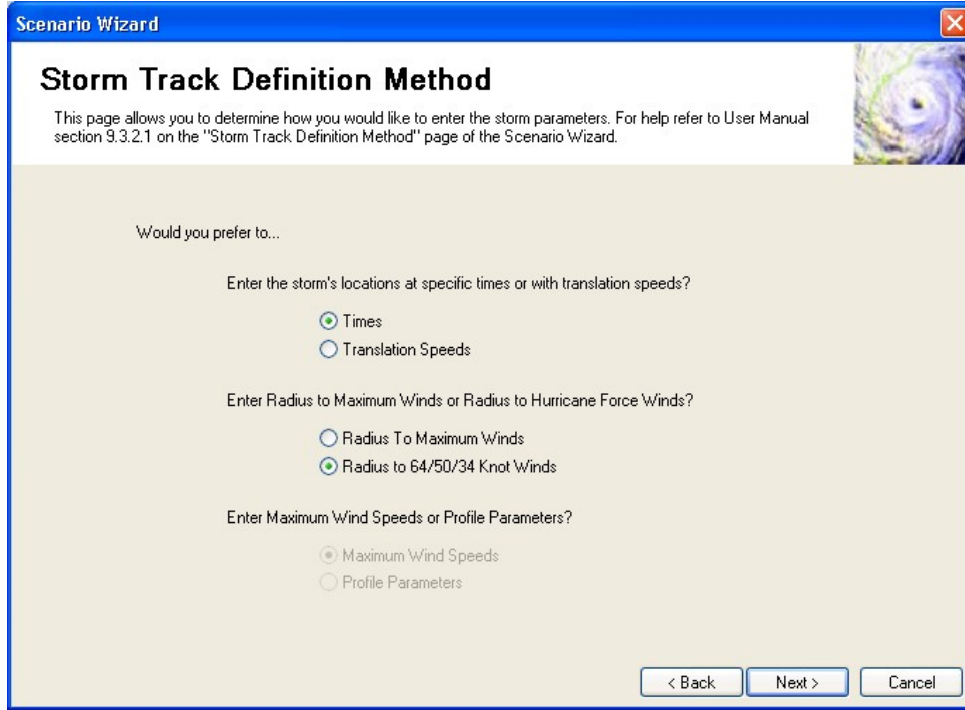 Scenario Wizard
Storm Track Definition Method
This page allows you to determine how you would like to enter the storm parameters. For help refer to User Manual
section 9.3.2.1 on the "Storm Track Definition Method" page of the Scenario Wizard.
Would you prefer to...
Enter the storm's locations at specific times or with translation speeds?
Times
Translation Speeds
Enter Radius to Maximum Winds or Radius to Hurricane Force Winds?
Radius To Maximum Winds
Radius to 64/50/34 Knot Winds
Enter Maximum Wind Speeds or Profile Parameters?
Maximum Wind Speeds
Profile Parameters
< Back Next > Cancel